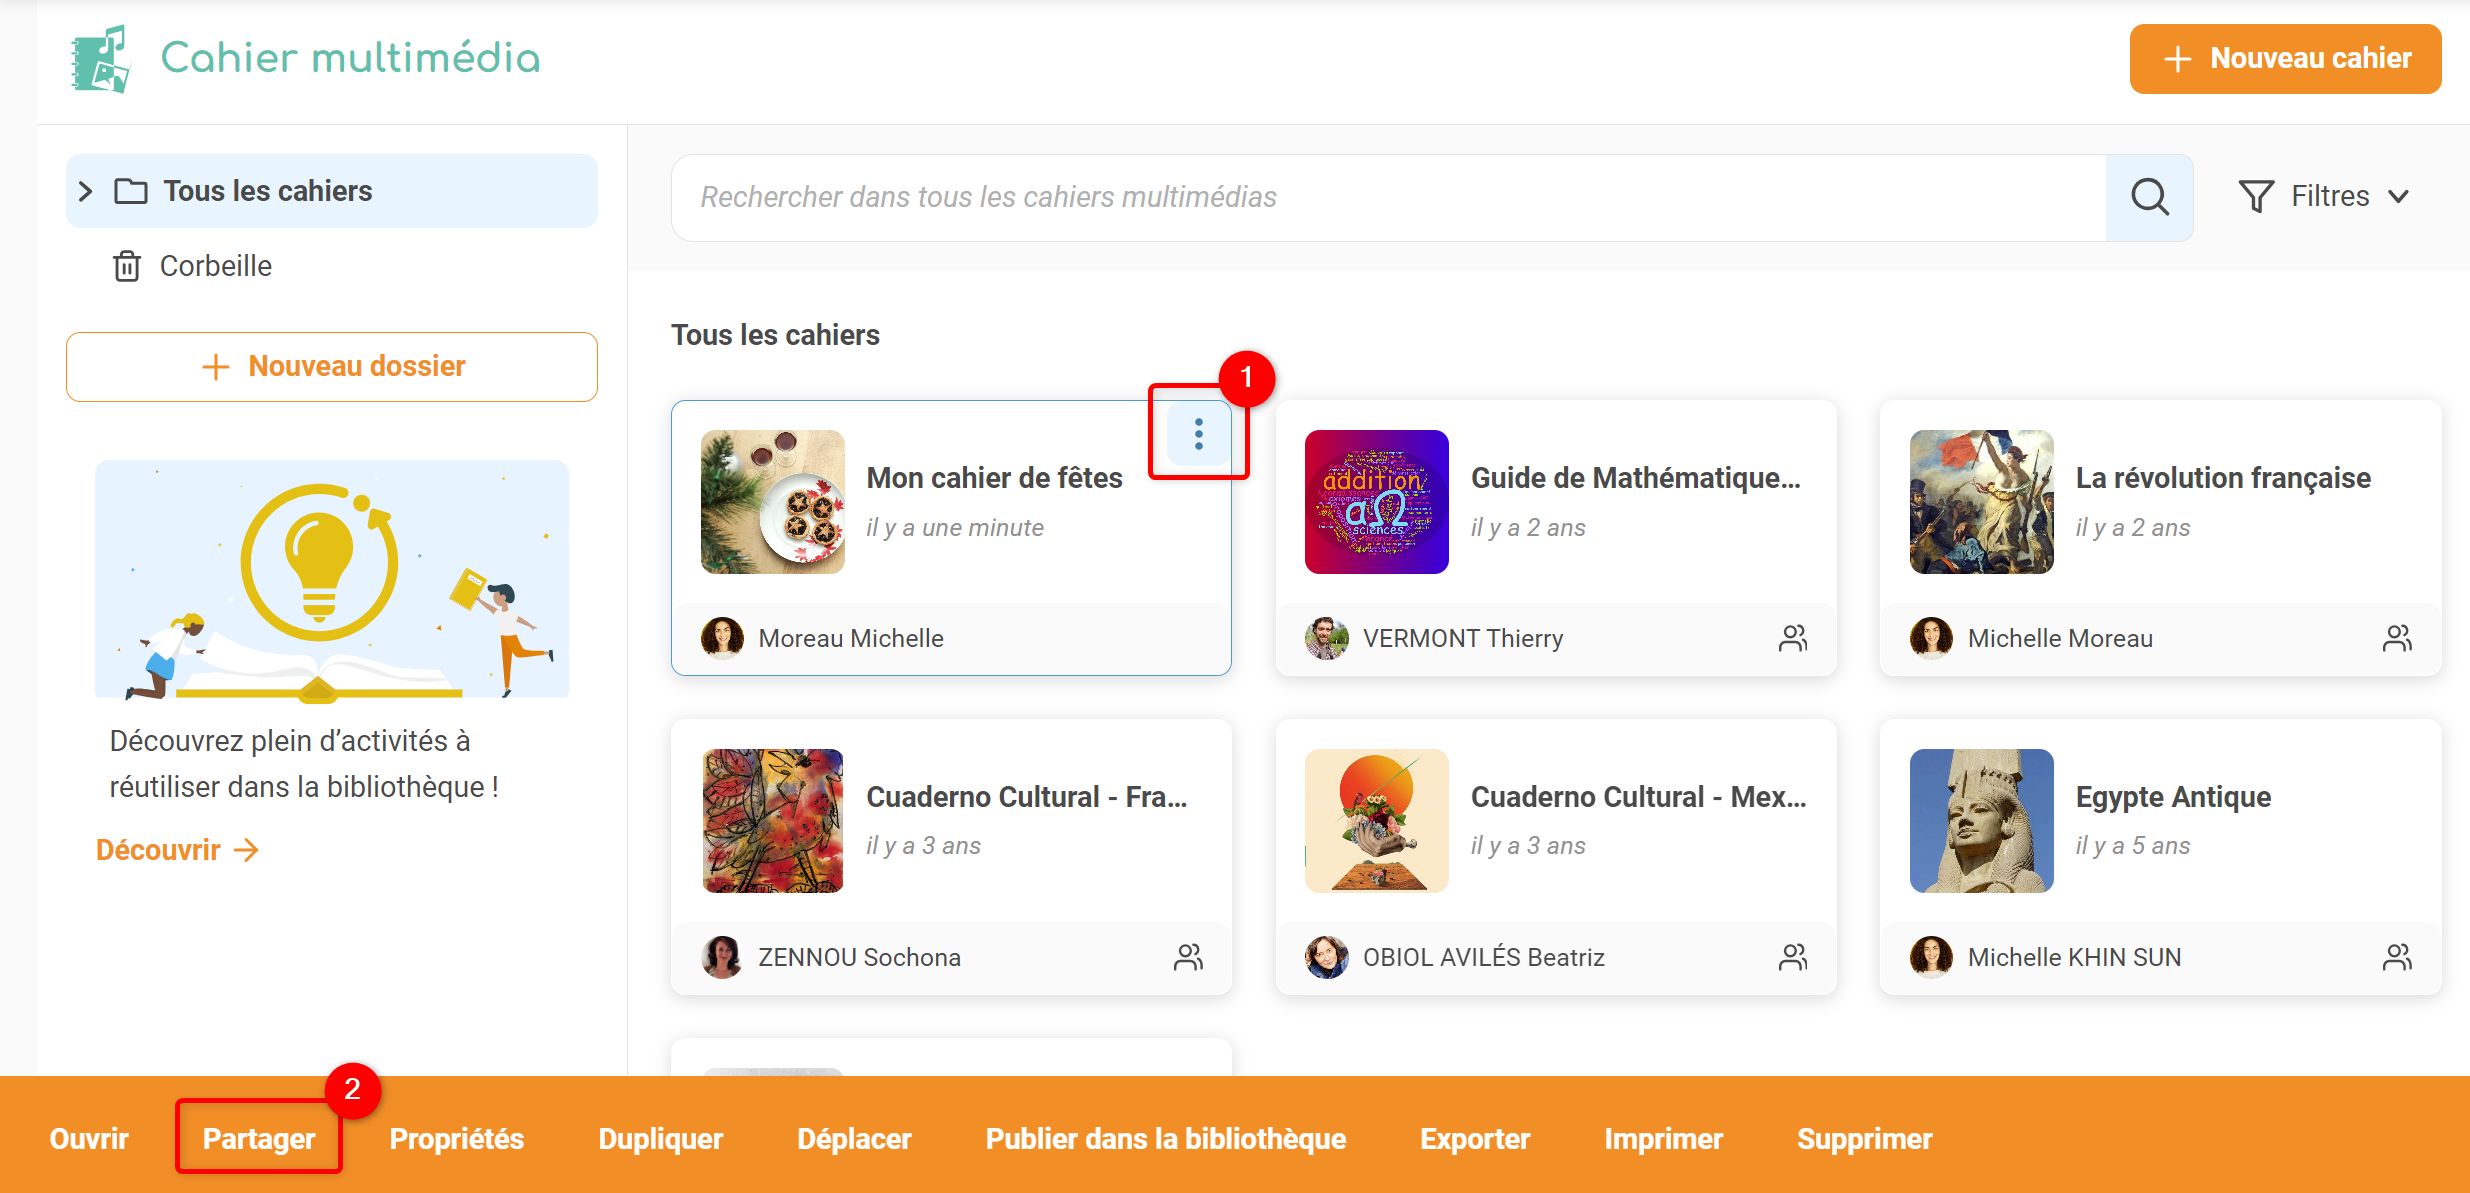 Cahier multimédia
Nouveau cahier
Tous les cahiers
Corbeille
Nouveau dossier
Découvrez plein d’activités à
réutiliser dans la bibliothèque !
Découvrir
Rechercher dans tous les cahiers multimédias
Filtres
Tous les cahiers
1
Mon cahier de fêtes
il y a une minute
Moreau Michelle
addition
aΩ
sciences
Guide de Mathématique...
il y a 2 ans
VERMONT Thierry
La révolution française
il y a 2 ans
Michelle Moreau
Cuaderno Cultural - Fra...
il y a 3 ans
ZENNOU Sochona
Cuaderno Cultural - Mex...
il y a 3 ans
OBIOL AVILÉS Beatriz
Egypte Antique
il y a 5 ans
Michelle KHIN SUN
2
Ouvrir
Partager
Propriétés
Dupliquer
Déplacer
Publier dans la bibliothèque
Exporter
Imprimer
Supprimer